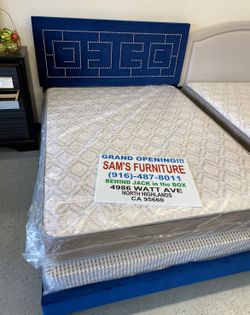 GRAND OPENING!!!
SAM'S FURNITURE
(916)-487-8011
BEHIND JACK in the BOX
4986 WATT AVE
NORTH HIGHLANDS
CA 95660